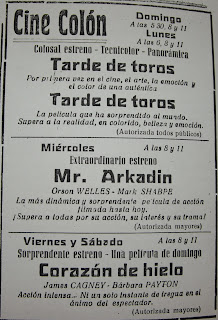 Cine Colón
Domingo
A las 5 30, 8 y 11
Lunes
A las 6, 8 y 11
Colosal estreno - Tecnicolor - Panorámica
Tarde de toros
Por primera vez en el cine, el arte, la emoción y
el color de una auténtica
Tarde de toros
La película que ha sorprendido al mundo.
Supera a la realidad, en colorido, belleza y emoción.
(Autorizada todos públicos)
Miércoles
A las 8 y 11
Extraordinario estreno
Mr. Arkadin
Orson WELLES - Mark SHARPE
La más dinámica y sorprendente película de acción
filmada hasta hoy.
¡Supera a todas por su acción, su interés y su trama!
(Autorizada mayores)
Viernes y Sábado
A las 8 y 11
Sorprendente estreno - Una película de domingo
Corazón de hielo
James CAGNEY - Bárbara PAYTON
Acción intensa.. Ni un solo instante de tregua en el
ánimo del espectador.
(Autorizada mayores)